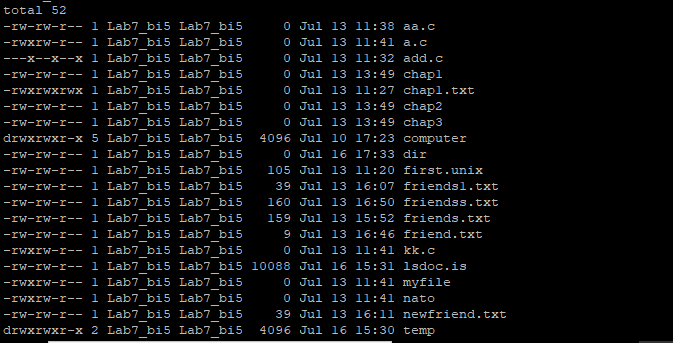 total 52
-rw-rw-r-- 1 Lab7_bi5 Lab7_bi5     0 Jul 13 11:38 aa.c
-rwxrw-r-- 1 Lab7_bi5 Lab7_bi5     0 Jul 13 11:41 a.c
---x--x--x 1 Lab7_bi5 Lab7_bi5     0 Jul 13 11:32 add.c
-rw-rw-r-- 1 Lab7_bi5 Lab7_bi5     0 Jul 13 13:49 chap1
-rwxrwxrwx 1 Lab7_bi5 Lab7_bi5     0 Jul 13 11:27 chap1.txt
-rw-rw-r-- 1 Lab7_bi5 Lab7_bi5     0 Jul 13 13:49 chap2
-rw-rw-r-- 1 Lab7_bi5 Lab7_bi5     0 Jul 13 13:49 chap3
drwxrwxr-x 5 Lab7_bi5 Lab7_bi5  4096 Jul 10 17:23 computer
-rw-rw-r-- 1 Lab7_bi5 Lab7_bi5     0 Jul 16 17:33 dir
-rw-rw-r-- 1 Lab7_bi5 Lab7_bi5   105 Jul 13 11:20 first.unix
-rw-rw-r-- 1 Lab7_bi5 Lab7_bi5    39 Jul 13 16:07 friends1.txt
-rw-rw-r-- 1 Lab7_bi5 Lab7_bi5   160 Jul 13 16:50 friendss.txt
-rw-rw-r-- 1 Lab7_bi5 Lab7_bi5   159 Jul 13 15:52 friends.txt
-rw-rw-r-- 1 Lab7_bi5 Lab7_bi5     9 Jul 13 16:46 friend.txt
-rwxrw-r-- 1 Lab7_bi5 Lab7_bi5     0 Jul 13 11:41 kk.c
-rw-rw-r-- 1 Lab7_bi5 Lab7_bi5 10088 Jul 16 15:31 lsdoc.is
-rwxrw-r-- 1 Lab7_bi5 Lab7_bi5     0 Jul 13 11:41 myfile
-rwxrw-r-- 1 Lab7_bi5 Lab7_bi5     0 Jul 13 11:41 nato
-rw-rw-r-- 1 Lab7_bi5 Lab7_bi5    39 Jul 13 16:11 newfriend.txt
drwxrwxr-x 2 Lab7_bi5 Lab7_bi5  4096 Jul 16 15:30 temp